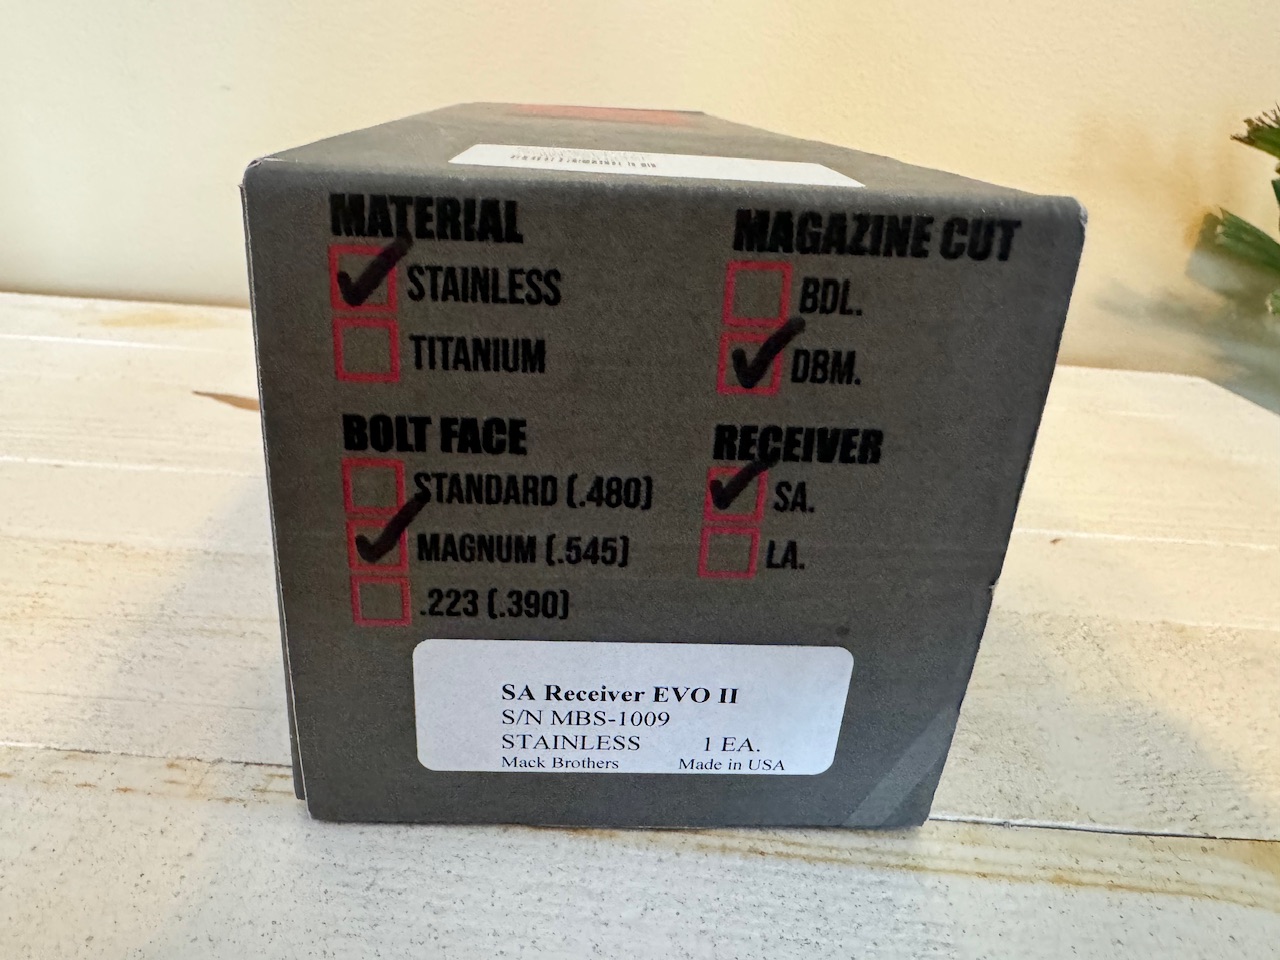 MATERIAL
STAINLESS
TITANIUM
MAGAZINE CUT
BDL.
DBM.
BOLT FACE
STANDARD (.480)
MAGNUM (.545)
.223 (.390)
RECEIVER
SA.
LA.
SA Receiver EVO II
S/N MBS-1009
STAINLESS 1 EA.
Mack Brothers Made in USA